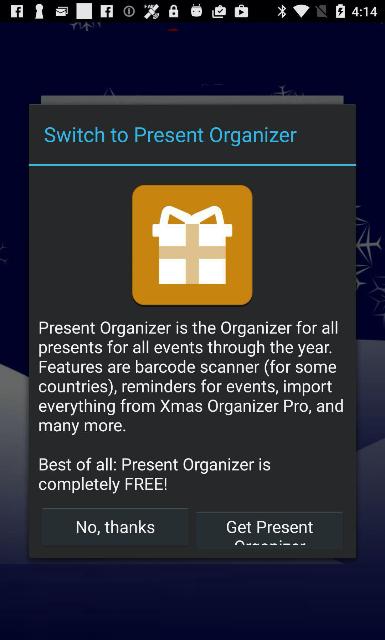 4:14
Switch to Present Organizer
Present Organizer is the Organizer for all
presents for all events through the year.
Features are barcode scanner (for some
countries), reminders for events, import
everything from Xmas Organizer Pro, and
many more.
Best of all: Present Organizer is
completely FREE!
No, thanks
Get Present
Organizer